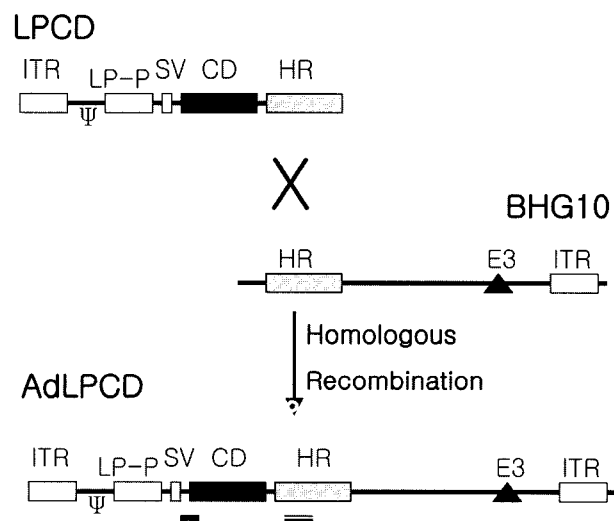 LPCD
ITR LP-P SV CD HR
Ψ
BHG10
HR E3 ITR
Homologous
Recombination
AdLPCD
ITR LP-P SV CD HR E3 ITR
Ψ